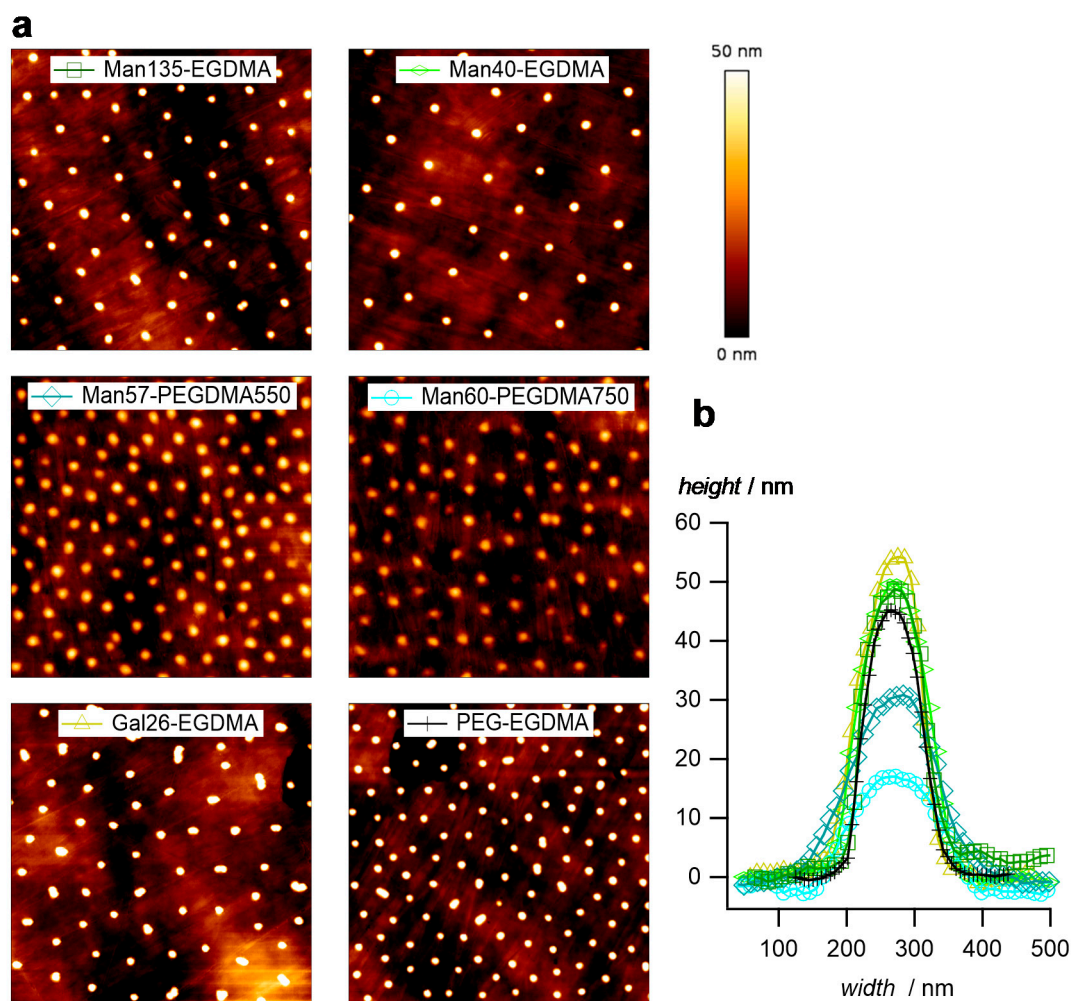 a
Man135-EGDMA
Man40-EGDMA
50 nm
0 nm
Man57-PEGDMA550
Man60-PEGDMA750
Gal26-EGDMA
PEG-EGDMA
b
height / nm
60
50
40
30
20
10
0
100 200 300 400 500
width / nm